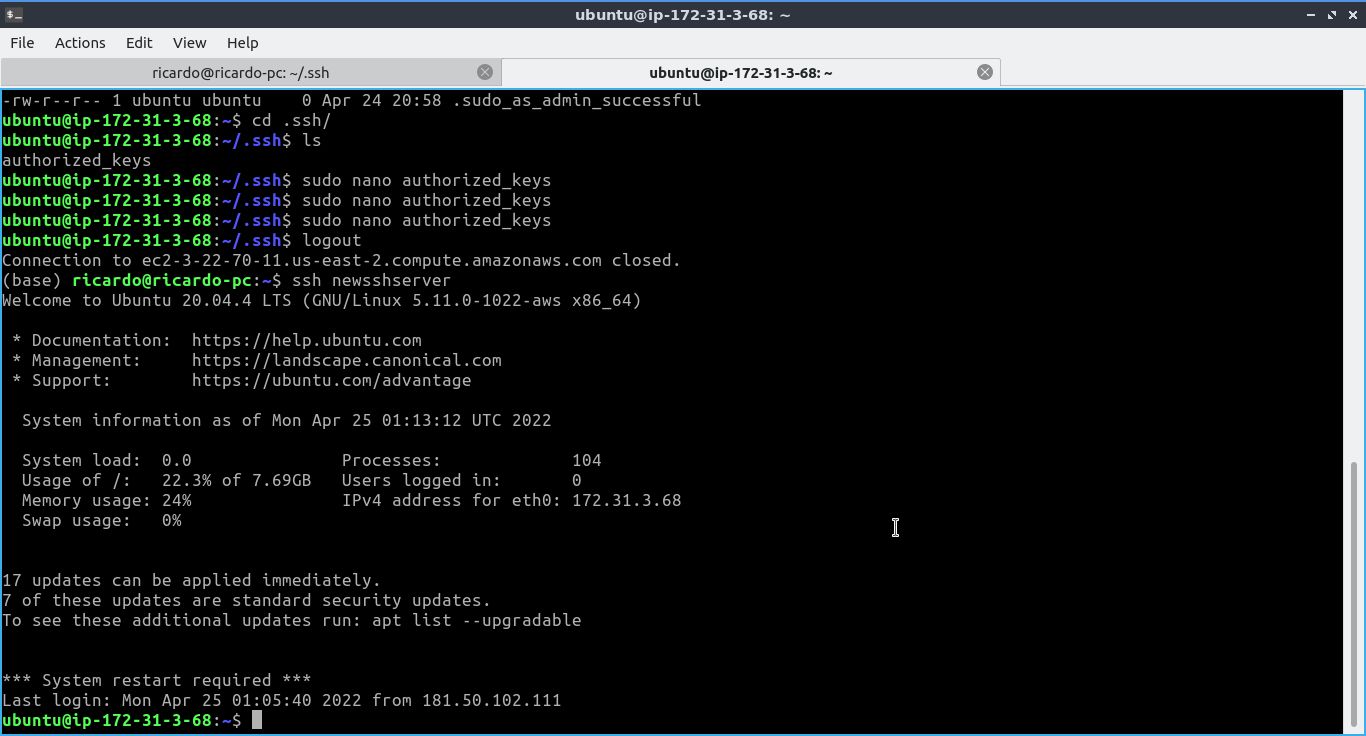 ubuntu@ip-172-31-3-68: ~
File Actions Edit View Help
ricardo@ricardo-pc: ~/.ssh ubuntu@ip-172-31-3-68: ~
-rw-r--r-- 1 ubuntu ubuntu    0 Apr 24 20:58 .sudo_as_admin_successful
ubuntu@ip-172-31-3-68:~$ cd .ssh/
ubuntu@ip-172-31-3-68:~/.ssh$ ls
authorized_keys
ubuntu@ip-172-31-3-68:~/.ssh$ sudo nano authorized_keys
ubuntu@ip-172-31-3-68:~/.ssh$ sudo nano authorized_keys
ubuntu@ip-172-31-3-68:~/.ssh$ sudo nano authorized_keys
ubuntu@ip-172-31-3-68:~/.ssh$ logout
Connection to ec2-3-22-70-11.us-east-2.compute.amazonaws.com closed.
(base) ricardo@ricardo-pc:~$ ssh newsshserver
Welcome to Ubuntu 20.04.4 LTS (GNU/Linux 5.11.0-1022-aws x86_64)
 * Documentation:  https://help.ubuntu.com
 * Management:     https://landscape.canonical.com
 * Support:        https://ubuntu.com/advantage
  System information as of Mon Apr 25 01:13:12 UTC 2022
  System load:  0.0               Processes:             104
  Usage of /:   22.3% of 7.69GB   Users logged in:       0
  Memory usage: 24%               IPv4 address for eth0: 172.31.3.68
  Swap usage:   0%
17 updates can be applied immediately.
7 of these updates are standard security updates.
To see these additional updates run: apt list --upgradable
*** System restart required ***
Last login: Mon Apr 25 01:05:40 2022 from 181.50.102.111
ubuntu@ip-172-31-3-68:~$